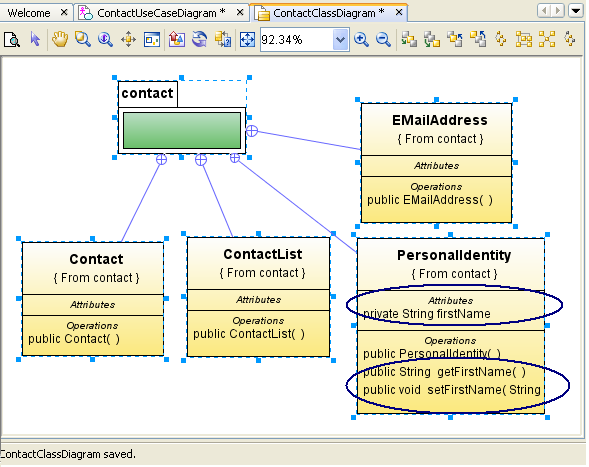 Welcome × ContactUseCaseDiagram * × ContactClassDiagram * ×
92.34%
contact
EMailAddress
{ From contact }
Attributes
Operations
public EMailAddress( )
Contact
{ From contact }
Attributes
Operations
public Contact( )
ContactList
{ From contact }
Attributes
Operations
public ContactList( )
PersonalIdentity
{ From contact }
Attributes
private String firstName
Operations
public PersonalIdentity( )
public String getFirstName( )
public void setFirstName( String
ContactClassDiagram saved.